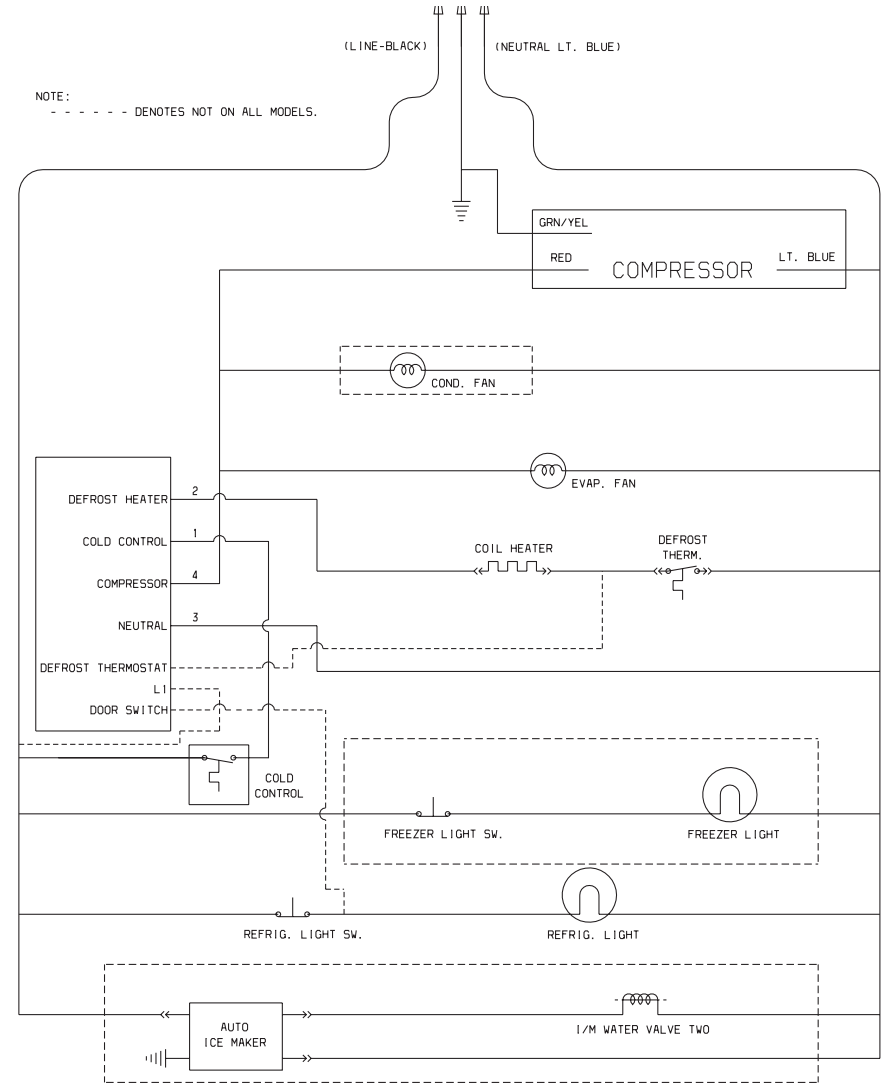 (LINE-BLACK)
(NEUTRAL LT. BLUE)
NOTE:
- - - - - - DENOTES NOT ON ALL MODELS.
GRN/YEL
RED
COMPRESSOR
LT. BLUE
COND. FAN
EVAP. FAN
DEFROST HEATER
2
COLD CONTROL
1
COMPRESSOR
4
NEUTRAL
3
DEFROST THERMOSTAT
L1
DOOR SWITCH
COIL HEATER
DEFROST
THERM.
COLD
CONTROL
FREEZER LIGHT SW.
FREEZER LIGHT
REFRIG. LIGHT SW.
REFRIG. LIGHT
AUTO
ICE MAKER
I/M WATER VALVE TWO